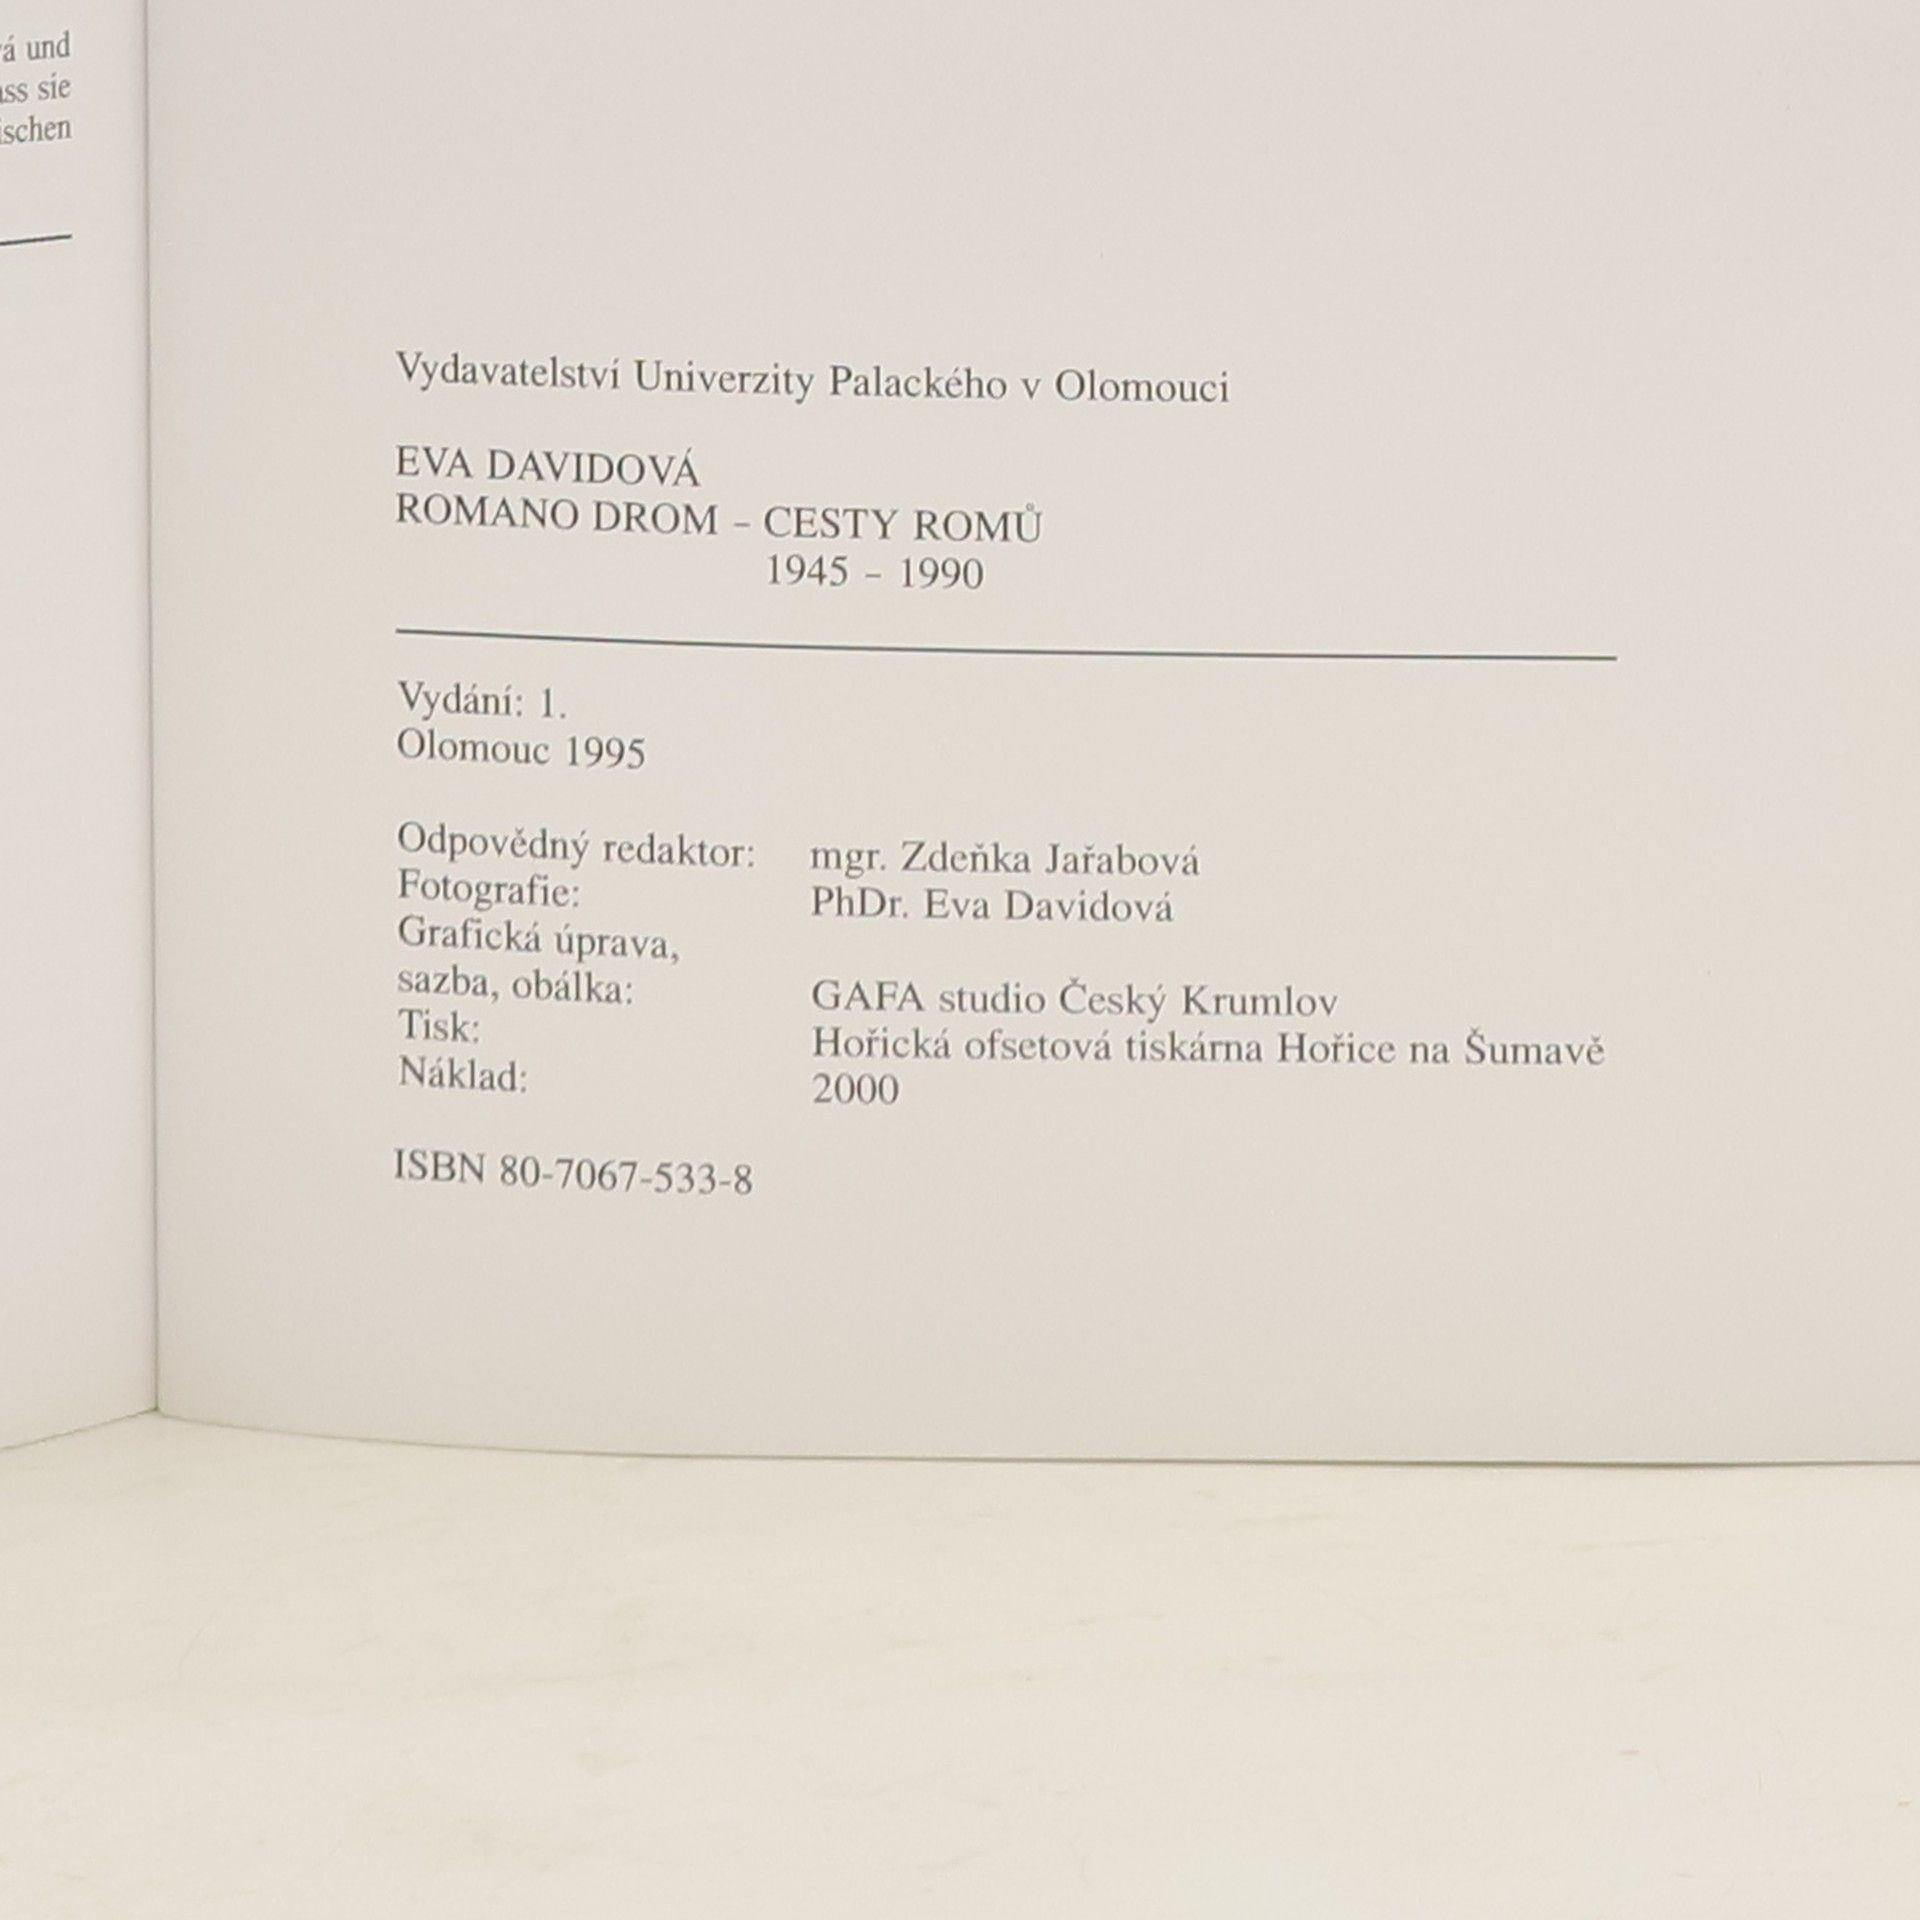 und
sie
Vydavatelství Univerzity Palackého v Olomouci
EVA DAVIDOVÁ
ROMANO DROM – CESTY ROMŮ
1945 – 1990
Vydání: 1.
Olomouc 1995
Odpovědný redaktor: mgr. Zdeňka Jařabová
Fotografie: PhDr. Eva Davidová
Grafická úprava,
sazba, obálka: GAFA studio Český Krumlov
Tisk: Hořická ofsetová tiskárna Hořice na Šumavě
Náklad: 2000
ISBN 80-7067-533-8